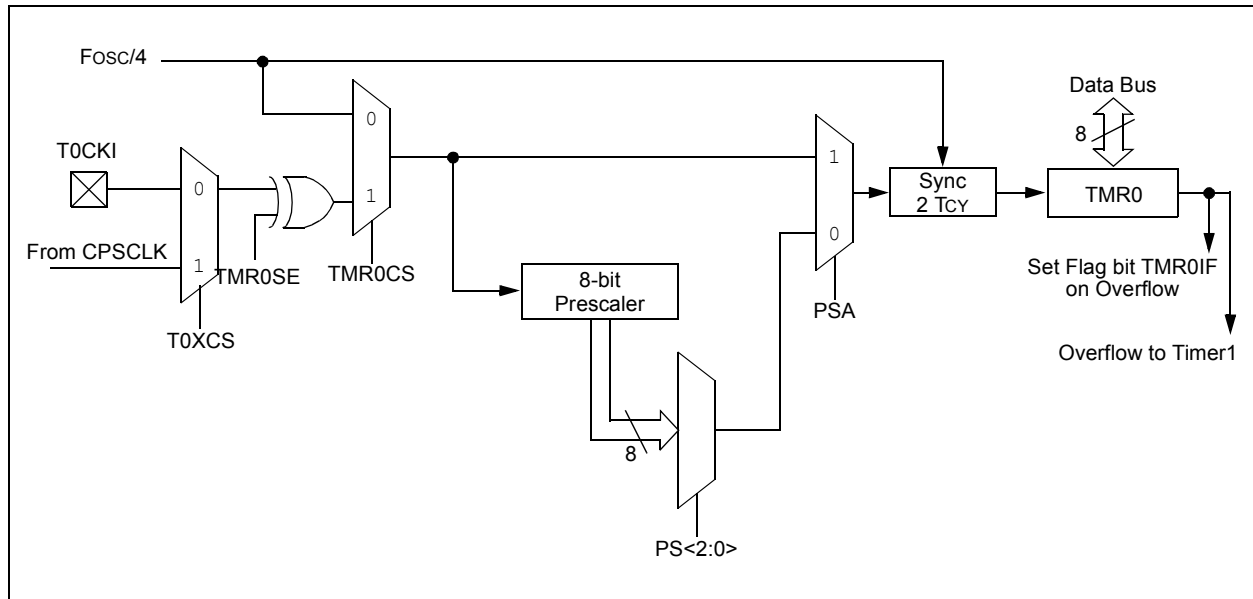 FOSC/4
Data Bus
8
T0CKI
0
1
0
1
1
0
Sync
2 TCY
TMR0
From CPSCLK
TMR0SE
TMR0CS
T0XCS
8-bit
Prescaler
PSA
Set Flag bit TMR0IF
on Overflow
Overflow to Timer1
8
PS<2:0>